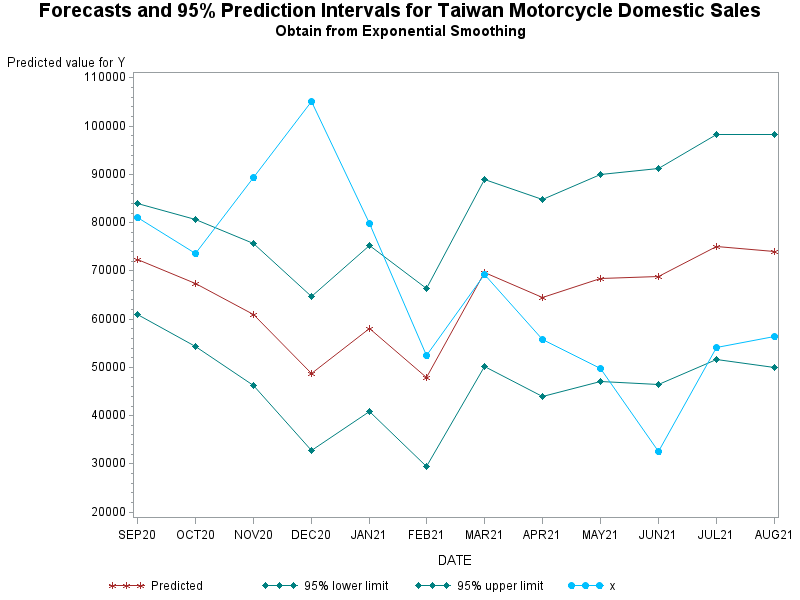 Forecasts and 95% Prediction Intervals for Taiwan Motorcycle Domestic Sales
Obtain from Exponential Smoothing
Predicted value for Y
110000
100000
90000
80000
70000
60000
50000
40000
30000
20000
SEP20 OCT20 NOV20 DEC20 JAN21 FEB21 MAR21 APR21 MAY21 JUN21 JUL21 AUG21
DATE
Predicted 95% lower limit 95% upper limit x